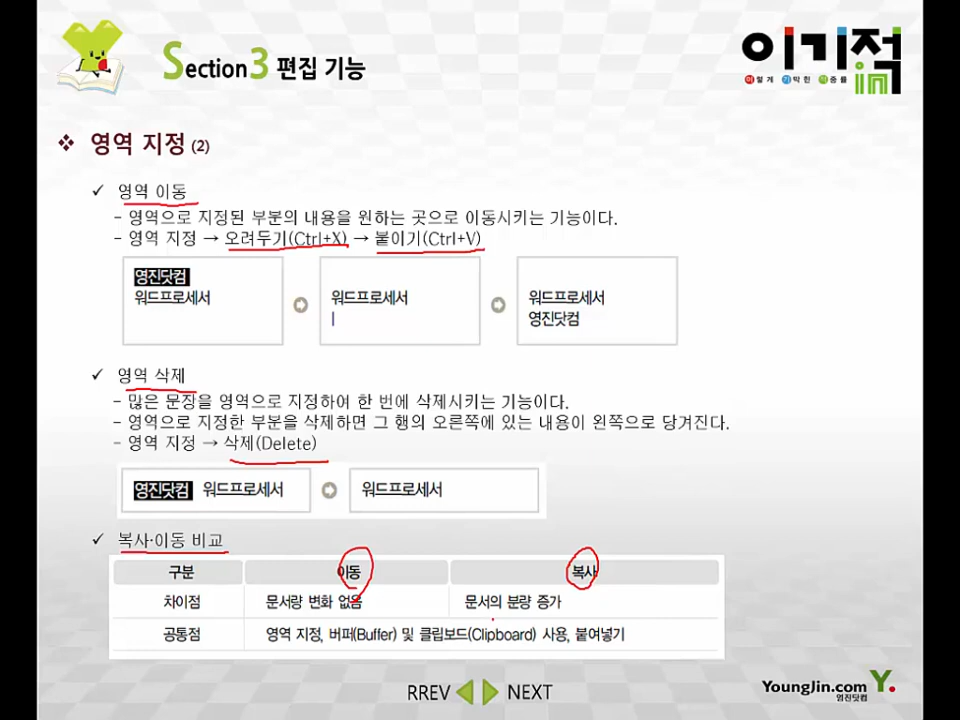 Section3 편집 기능
이기적in
이렇게 기막힌 적중률
❖ 영역 지정 (2)
✓ 영역 이동
- 영역으로 지정된 부분의 내용을 원하는 곳으로 이동시키는 기능이다.
- 영역 지정 → 오려두기(Ctrl+X) → 붙이기(Ctrl+V)
영진닷컴
워드프로세서
워드프로세서
워드프로세서
영진닷컴
✓ 영역 삭제
- 많은 문장을 영역으로 지정하여 한 번에 삭제시키는 기능이다.
- 영역으로 지정한 부분을 삭제하면 그 행의 오른쪽에 있는 내용이 왼쪽으로 당겨진다.
- 영역 지정 → 삭제(Delete)
영진닷컴 워드프로세서
워드프로세서
✓ 복사·이동 비교
구분 이동 복사
차이점 문서량 변화 없음 문서의 분량 증가
공통점 영역 지정, 버퍼(Buffer) 및 클립보드(Clipboard) 사용, 붙여넣기
RREV NEXT
YoungJin.com Y.
영진닷컴